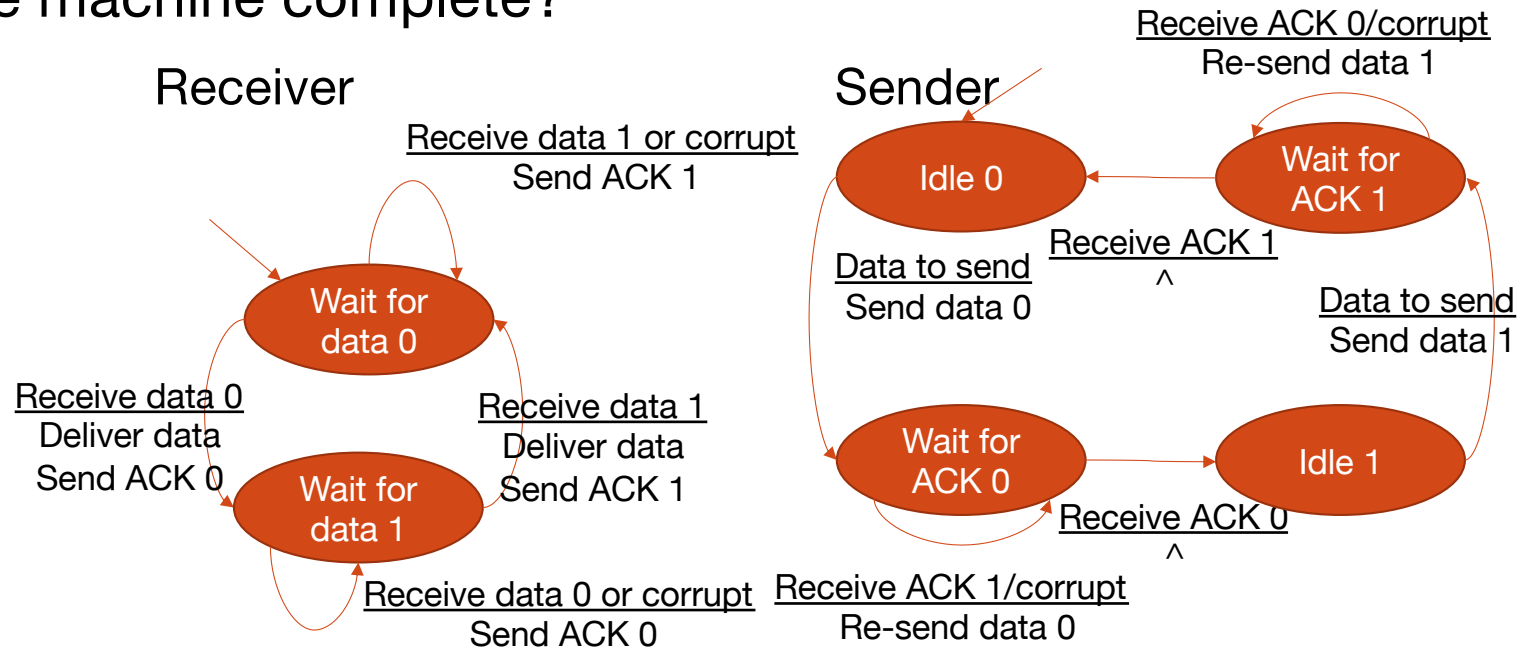 e machine complete?
Receiver
Receive data 1 or corrupt
Send ACK 1
Wait for
data 0
Receive data 0
Deliver data
Send ACK 0
Receive data 1
Deliver data
Send ACK 1
Wait for
data 1
Receive data 0 or corrupt
Send ACK 0
Sender
Receive ACK 0/corrupt
Re-send data 1
Idle 0
Wait for
ACK 1
Receive ACK 1
^
Data to send
Send data 0
Data to send
Send data 1
Wait for
ACK 0
Idle 1
Receive ACK 0
^
Receive ACK 1/corrupt
Re-send data 0